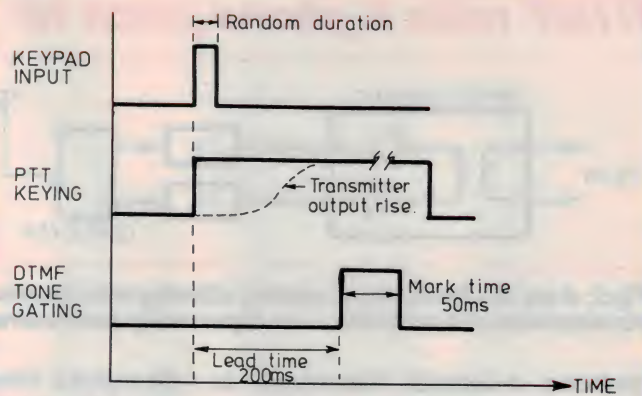 Random duration
KEYPAD
INPUT
PTT
KEYING
Transmitter
output rise.
DTMF
TONE
GATING
Mark time
50ms
Lead time
200ms
TIME